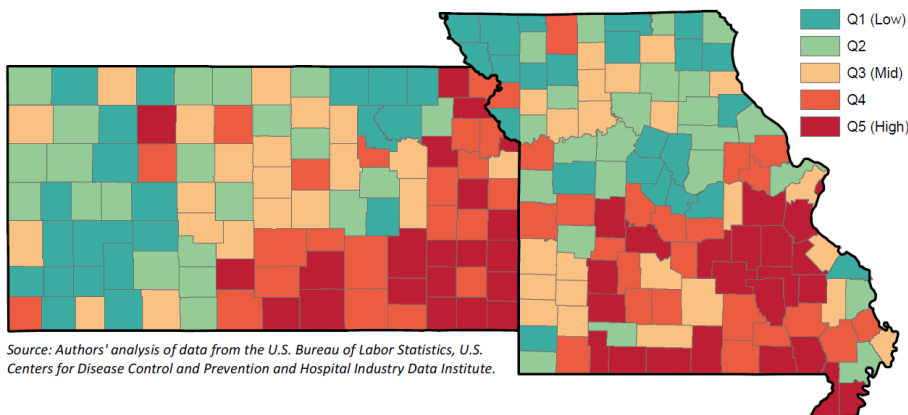 Q1 (Low)
Q2
Q3 (Mid)
Q4
Q5 (High)
Source: Authors' analysis of data from the U.S. Bureau of Labor Statistics, U.S.
Centers for Disease Control and Prevention and Hospital Industry Data Institute.